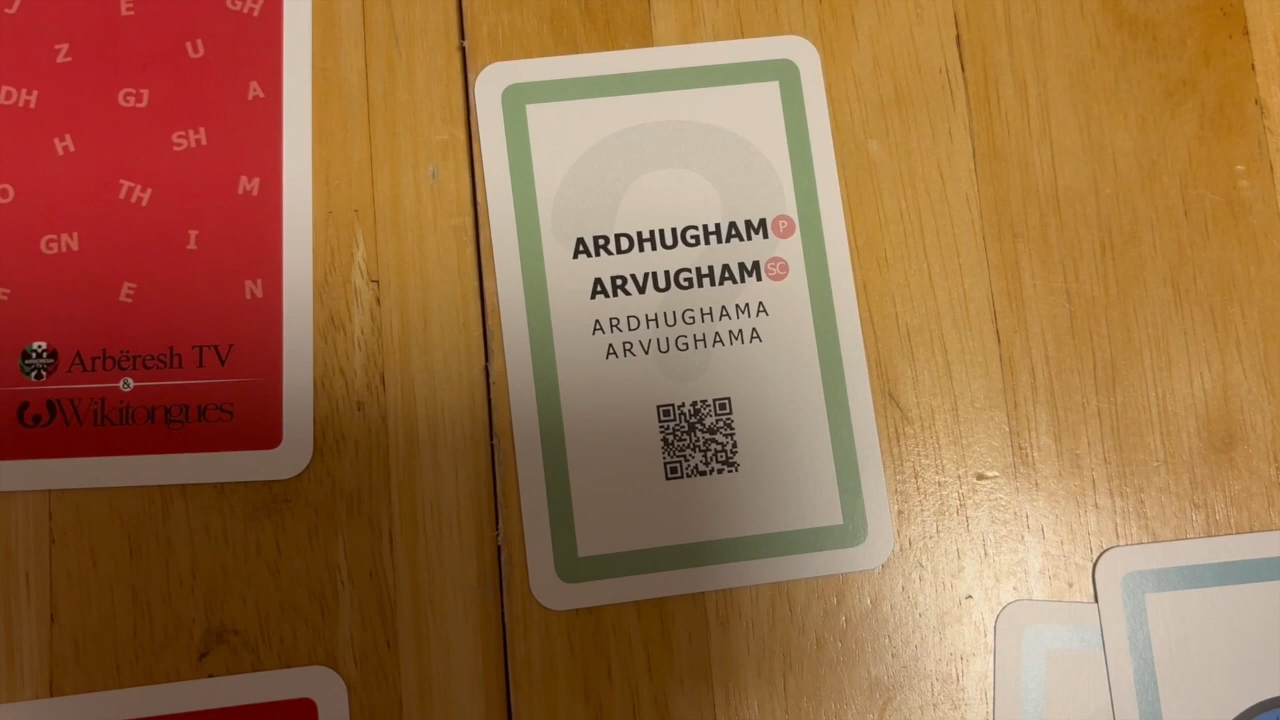 J E GH
Z U
DH GJ A
H SH
O TH M
GN I
E N
Arbëresh TV
&
Wikitongues
ARDHUGHAM P
ARVUGHAM SC
ARDHUGHAMA
ARVUGHAMA